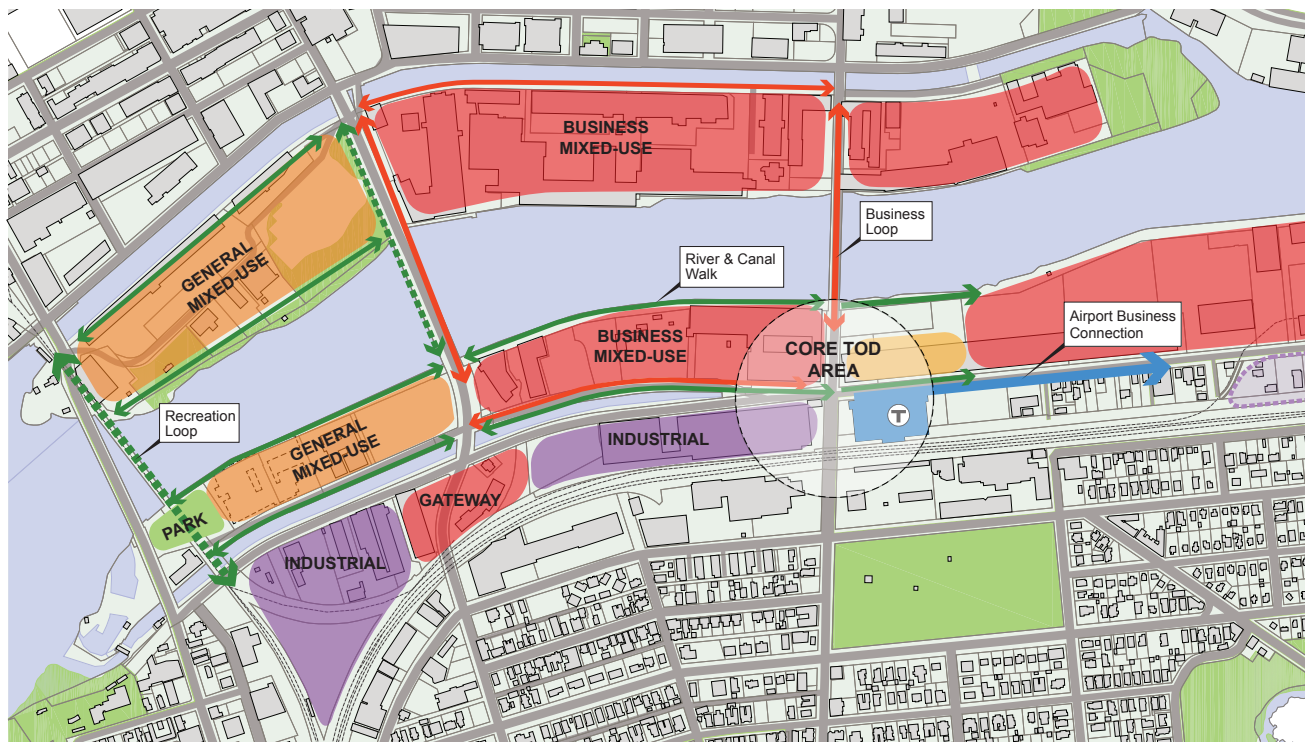 BUSINESS
MIXED-USE
Business
Loop
GENERAL
MIXED-USE
River & Canal
Walk
Airport Business
Connection
BUSINESS
MIXED-USE
CORE TOD
AREA
Recreation
Loop
T
GENERAL
MIXED-USE
INDUSTRIAL
GATEWAY
PARK
INDUSTRIAL